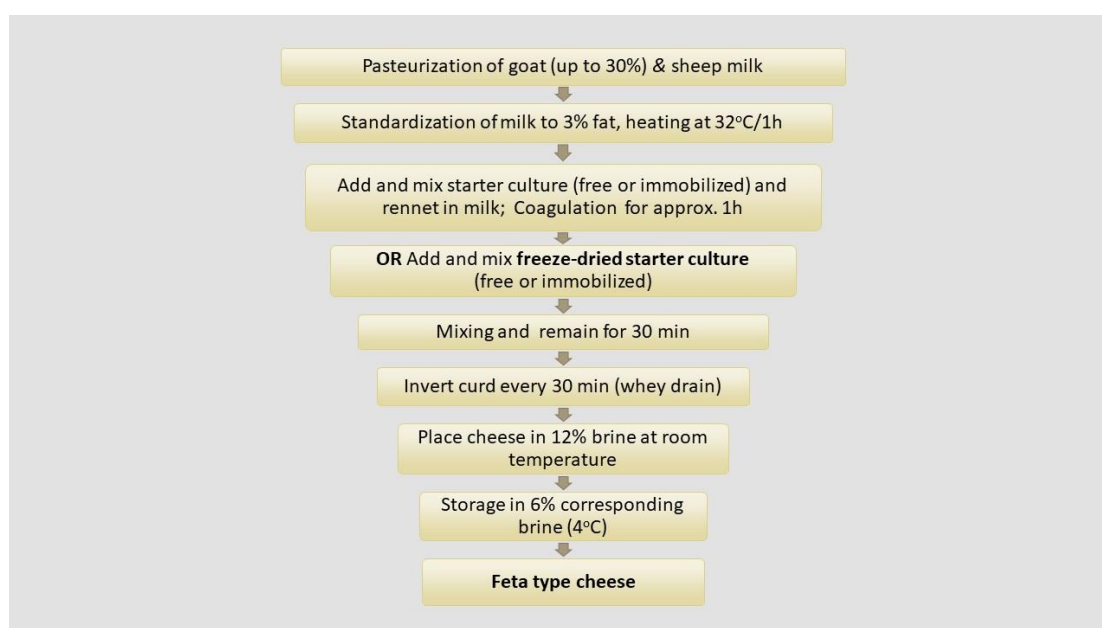 Pasteurization of goat (up to 30%) & sheep milk
Standardization of milk to 3% fat, heating at 32°C/1h
Add and mix starter culture (free or immobilized) and
rennet in milk; Coagulation for approx. 1h
OR Add and mix freeze-dried starter culture
(free or immobilized)
Mixing and remain for 30 min
Invert curd every 30 min (whey drain)
Place cheese in 12% brine at room
temperature
Storage in 6% corresponding
brine (4°C)
Feta type cheese